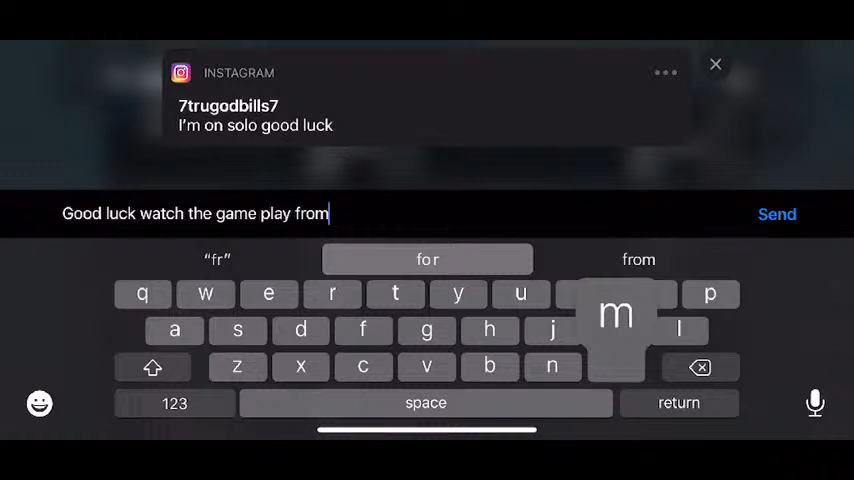 INSTAGRAM
7trugodbills7
I'm on solo good luck
Good luck watch the game play from
Send
“fr” for from
q w e r t y u p
a s d f g h j m l
z x c v b n
123 space return